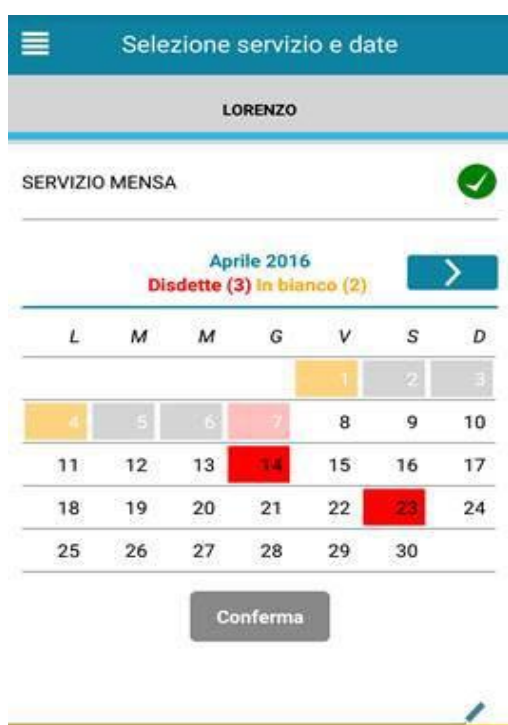 Selezione servizio e date
LORENZO
SERVIZIO MENSA
Aprile 2016
Disdette (3) In bianco (2)
L M M G V S D
1 2 3
4 5 6 7 8 9 10
11 12 13 14 15 16 17
18 19 20 21 22 23 24
25 26 27 28 29 30
Conferma